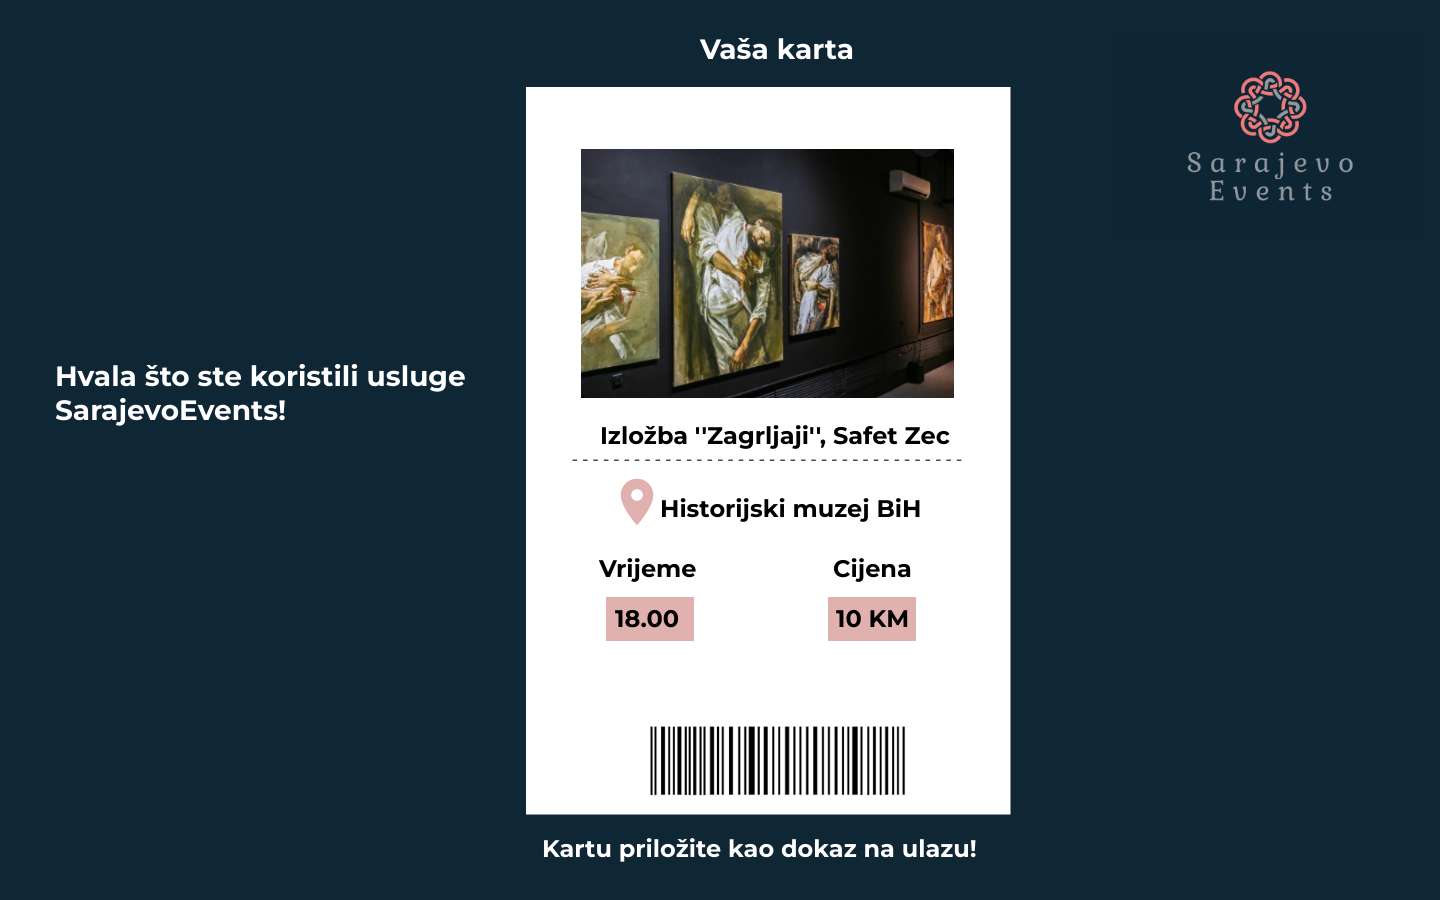 Vaša karta
Sarajevo
Events
Hvala što ste koristili usluge
SarajevoEvents!
Izložba ''Zagrljaji'', Safet Zec
Historijski muzej BiH
Vrijeme
Cijena
18.00
10 KM
Kartu priložite kao dokaz na ulazu!